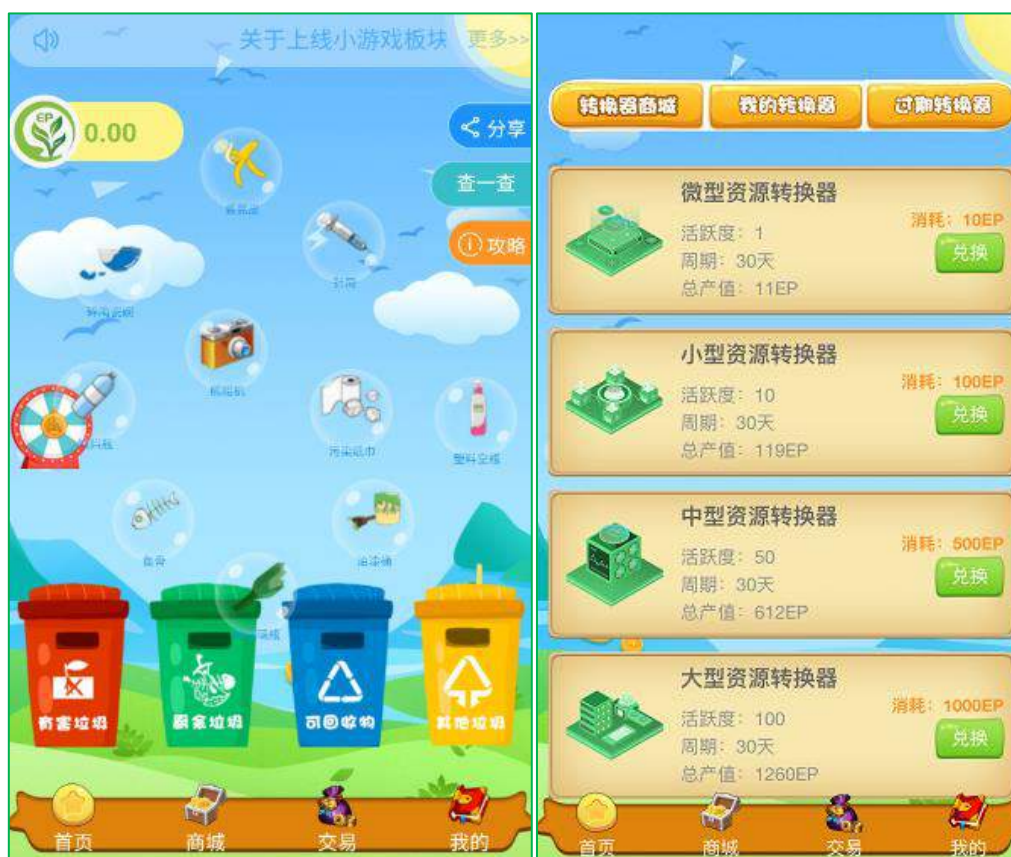 关于上线小游戏板块
更多>>
EP
0.00
分享
查一查
攻略
针筒
污染纸巾
塑料空瓶
鱼骨
油漆桶
有害垃圾
厨余垃圾
可回收物
其他垃圾
首页
商城
交易
我的
转换器商城
我的转换器
过期转换器
微型资源转换器
消耗：10EP
活跃度：1
兑换
周期：30天
总产值：11EP
小型资源转换器
消耗：100EP
活跃度：10
兑换
周期：30天
总产值：119EP
中型资源转换器
消耗：500EP
活跃度：50
兑换
周期：30天
总产值：612EP
大型资源转换器
消耗：1000EP
活跃度：100
兑换
周期：30天
总产值：1260EP
首页
商城
交易
我的